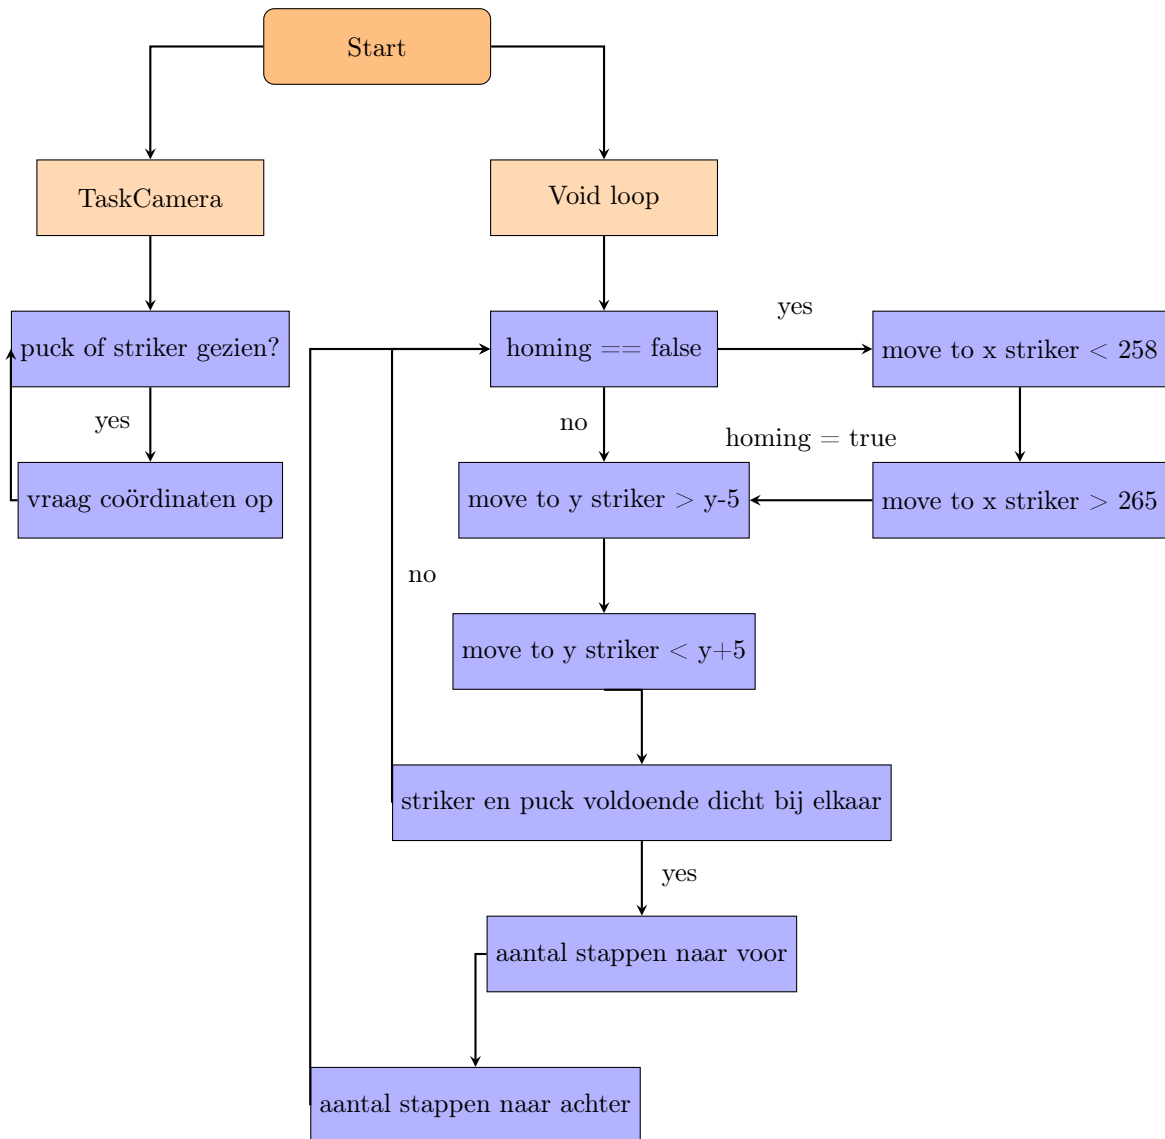 Start
TaskCamera
Void loop
yes
puck of striker gezien?
homing == false
move to x striker < 258
yes
no
homing = true
vraag coördinaten op
move to y striker > y-5
move to x striker > 265
no
move to y striker < y+5
striker en puck voldoende dicht bij elkaar
yes
aantal stappen naar voor
aantal stappen naar achter